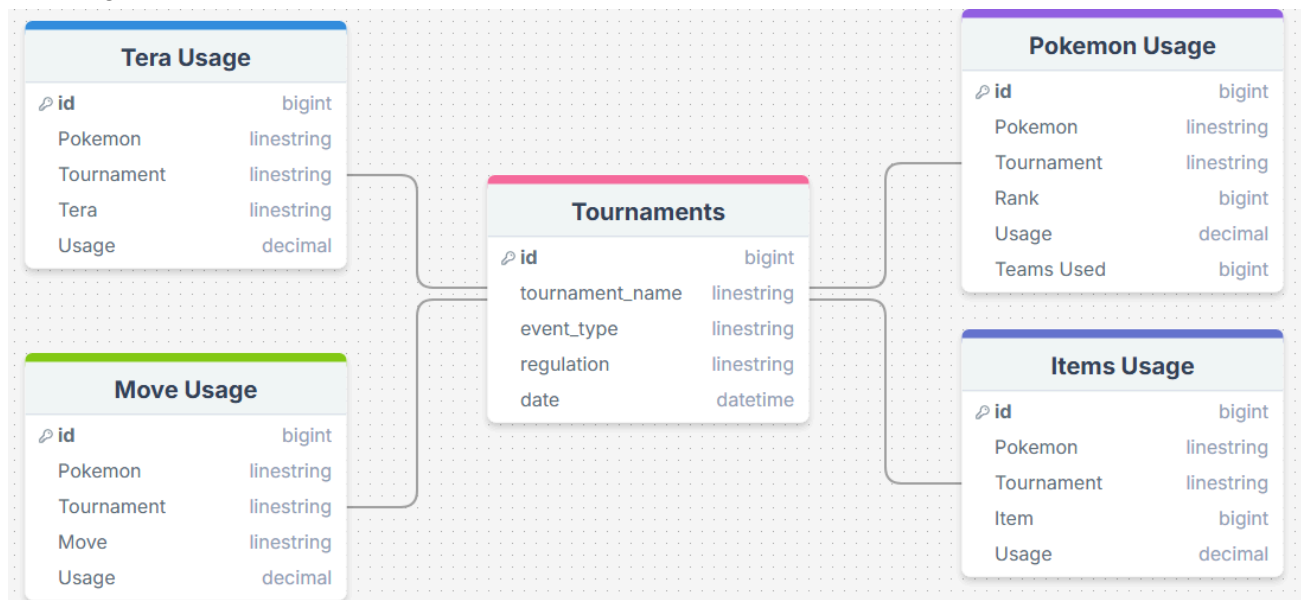 Tera Usage
id bigint
Pokemon linestring
Tournament linestring
Tera linestring
Usage decimal
Move Usage
id bigint
Pokemon linestring
Tournament linestring
Move linestring
Usage decimal
Tournaments
id bigint
tournament_name linestring
event_type linestring
regulation linestring
date datetime
Pokemon Usage
id bigint
Pokemon linestring
Tournament linestring
Rank bigint
Usage decimal
Teams Used bigint
Items Usage
id bigint
Pokemon linestring
Tournament linestring
Item bigint
Usage decimal